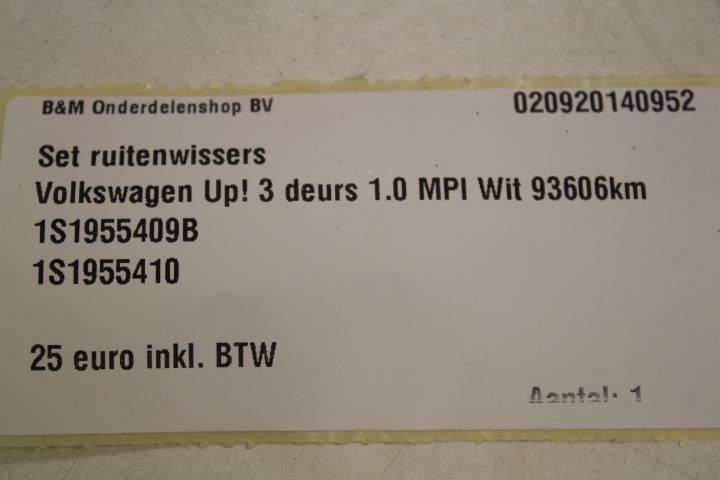 B&M Onderdelenshop BV 020920140952
Set ruitenwissers
Volkswagen Up! 3 deurs 1.0 MPI Wit 93606km
1S1955409B
1S1955410
25 euro inkl. BTW
Aantal: 1